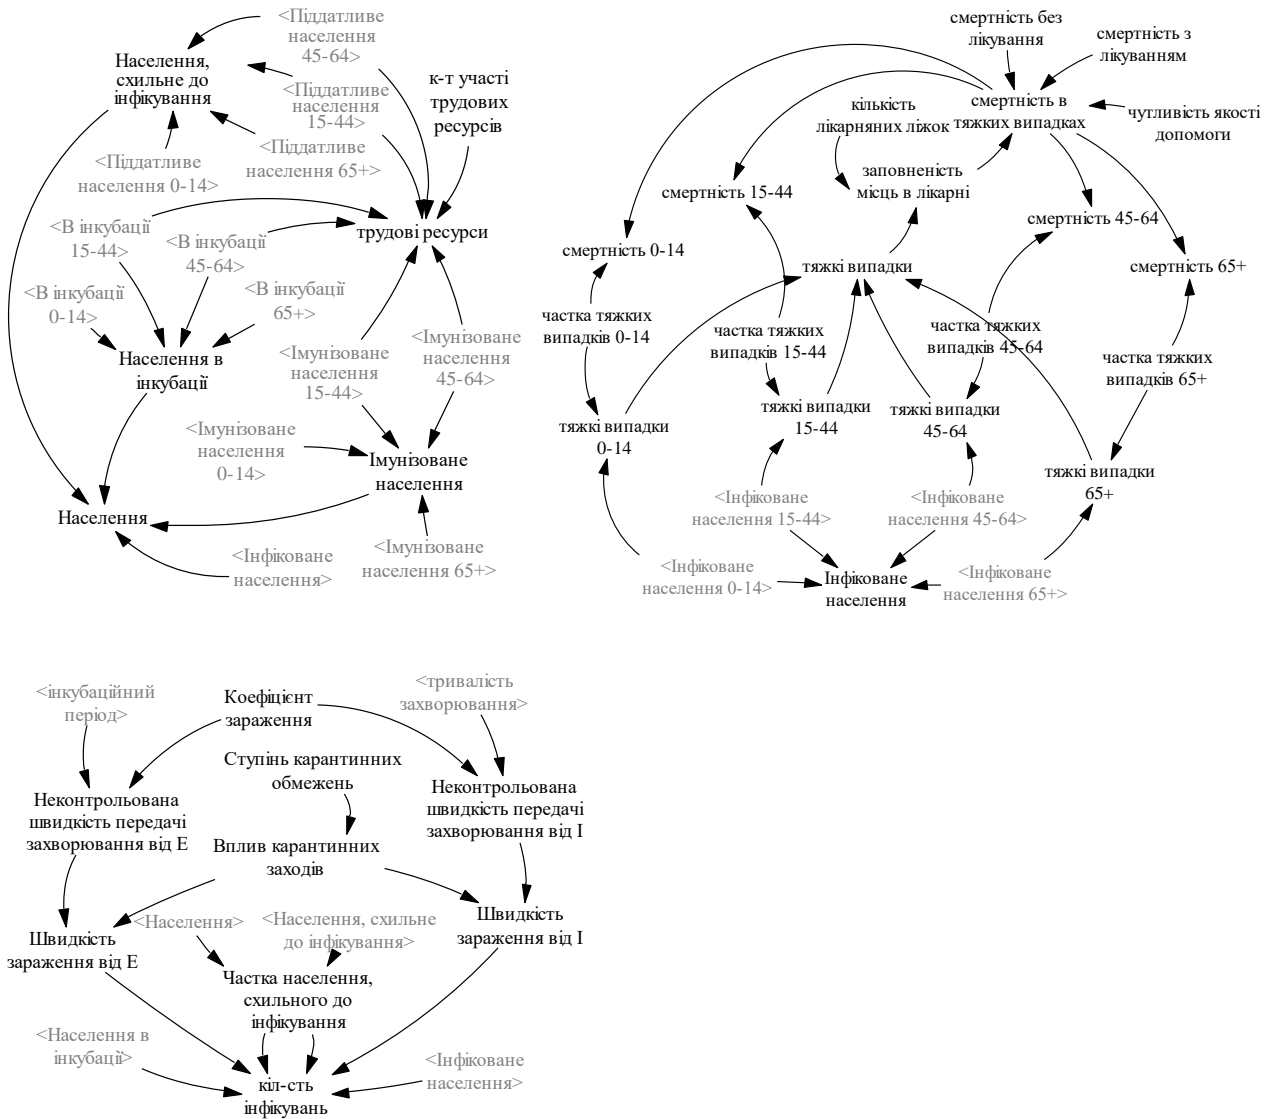 <Піддатливе
населення
45-64>
Населення,
схильне до
інфікування
<Піддатливе
населення
15-44>
к-т участі
трудових
ресурсів
<Піддатливе
населення 0-14>
<Піддатливе
населення 65+>
<В інкубації
15-44>
<В інкубації
45-64>
трудові ресурси
<В інкубації
0-14>
<В інкубації
65+>
Населення в
інкубації
<Імунізоване
населення
15-44>
<Імунізоване
населення
45-64>
<Імунізоване
населення
0-14>
Імунізоване
населення
Населення
<Інфіковане
населення>
<Імунізоване
населення 65+>
смертність без
лікування
смертність з
лікуванням
кількість
лікарняних ліжок
смертність в
тяжких випадках
чутливість якості
допомоги
заповненість
місць в лікарні
смертність 15-44
смертність 45-64
смертність 0-14
тяжкі випадки
смертність 65+
частка тяжких
випадків 0-14
частка тяжких
випадків 15-44
частка тяжких
випадків 45-64
частка тяжких
випадків 65+
тяжкі випадки
0-14
тяжкі випадки
15-44
тяжкі випадки
45-64
тяжкі випадки
65+
<Інфіковане
населення 15-44>
<Інфіковане
населення 45-64>
<Інфіковане
населення 0-14>
Інфіковане
населення
<Інфіковане
населення 65+>
<інкубаційний
період>
Коефіцієнт
зараження
<тривалість
захворювання>
Ступінь карантинних
обмежень
Неконтрольована
швидкість передачі
захворювання від E
Неконтрольована
швидкість передачі
захворювання від I
Вплив карантинних
заходів
Швидкість
зараження від E
<Населення>
<Населення, схильне
до інфікування>
Швидкість
зараження від I
Частка населення,
схильного до
інфікування
<Населення в
інкубації>
кіл-сть
інфікувань
<Інфіковане
населення>